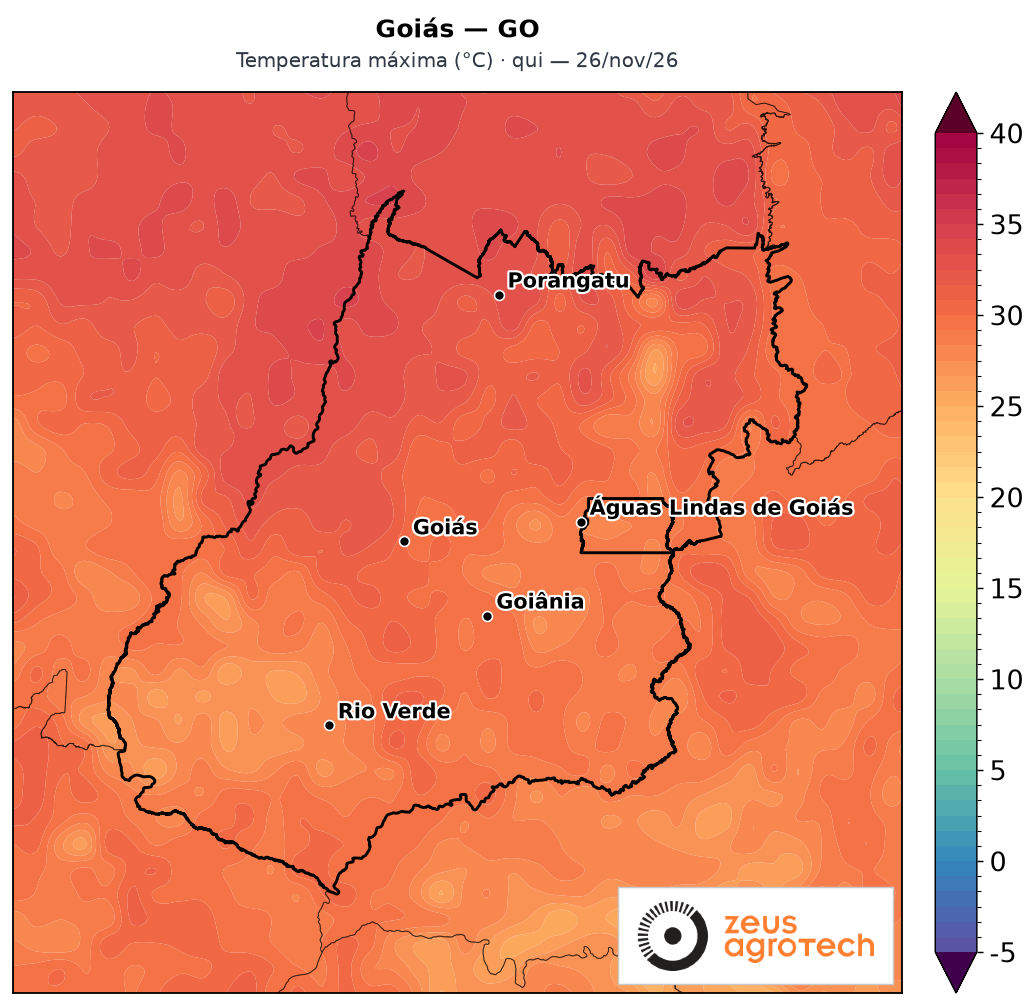 Goiás — GO
Temperatura máxima (°C) · qui — 26/nov/26
40
35
30
25
20
15
10
5
0
-5
Porangatu
Águas Lindas de Goiás
Goiás
Goiânia
Rio Verde
zeus
agrotech